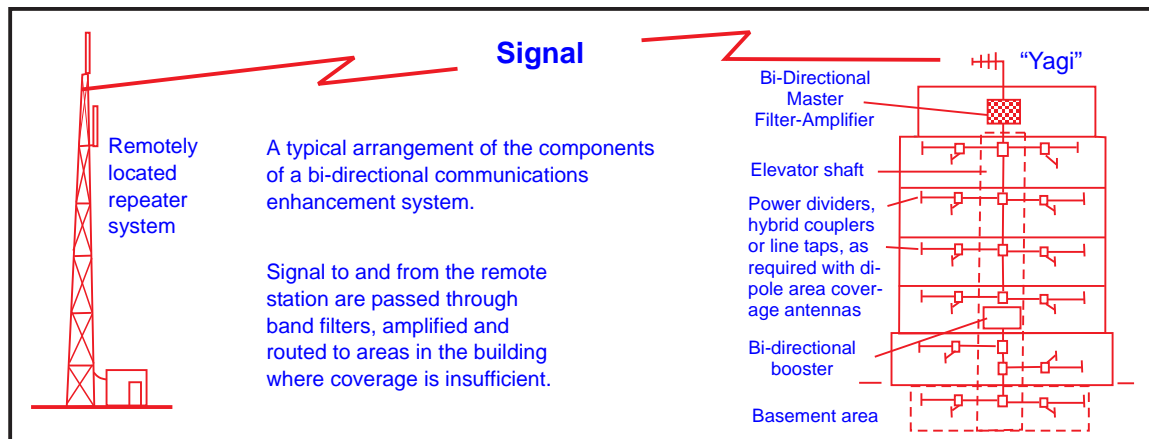 Signal
“Yagi”
Remotely
located
repeater
system
A typical arrangement of the components
of a bi-directional communications
enhancement system.
Signal to and from the remote
station are passed through
band filters, amplified and
routed to areas in the building
where coverage is insufficient.
Bi-Directional
Master
Filter-Amplifier
Elevator shaft
Power dividers,
hybrid couplers
or line taps, as
required with di-
pole area cover-
age antennas
Bi-directional
booster
Basement area